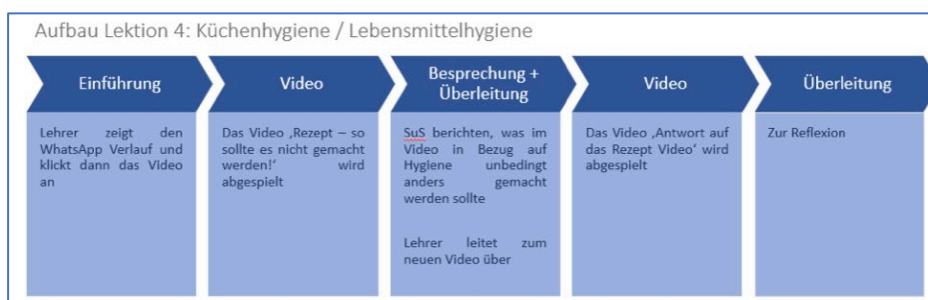 Aufbau Lektion 4: Küchenhygiene / Lebensmittelhygiene
Einführung
Lehrer zeigt den
WhatsApp Verlauf und
klickt dann das Video
an
Video
Das Video ‚Rezept – so
sollte es nicht gemacht
werden!‘ wird
abgespielt
Besprechung +
Überleitung
SuS berichten, was im
Video in Bezug auf
Hygiene unbedingt
anders gemacht
werden sollte
Lehrer leitet zum
neuen Video über
Video
Das Video ‚Antwort auf
das Rezept Video‘ wird
abgespielt
Überleitung
Zur Reflexion